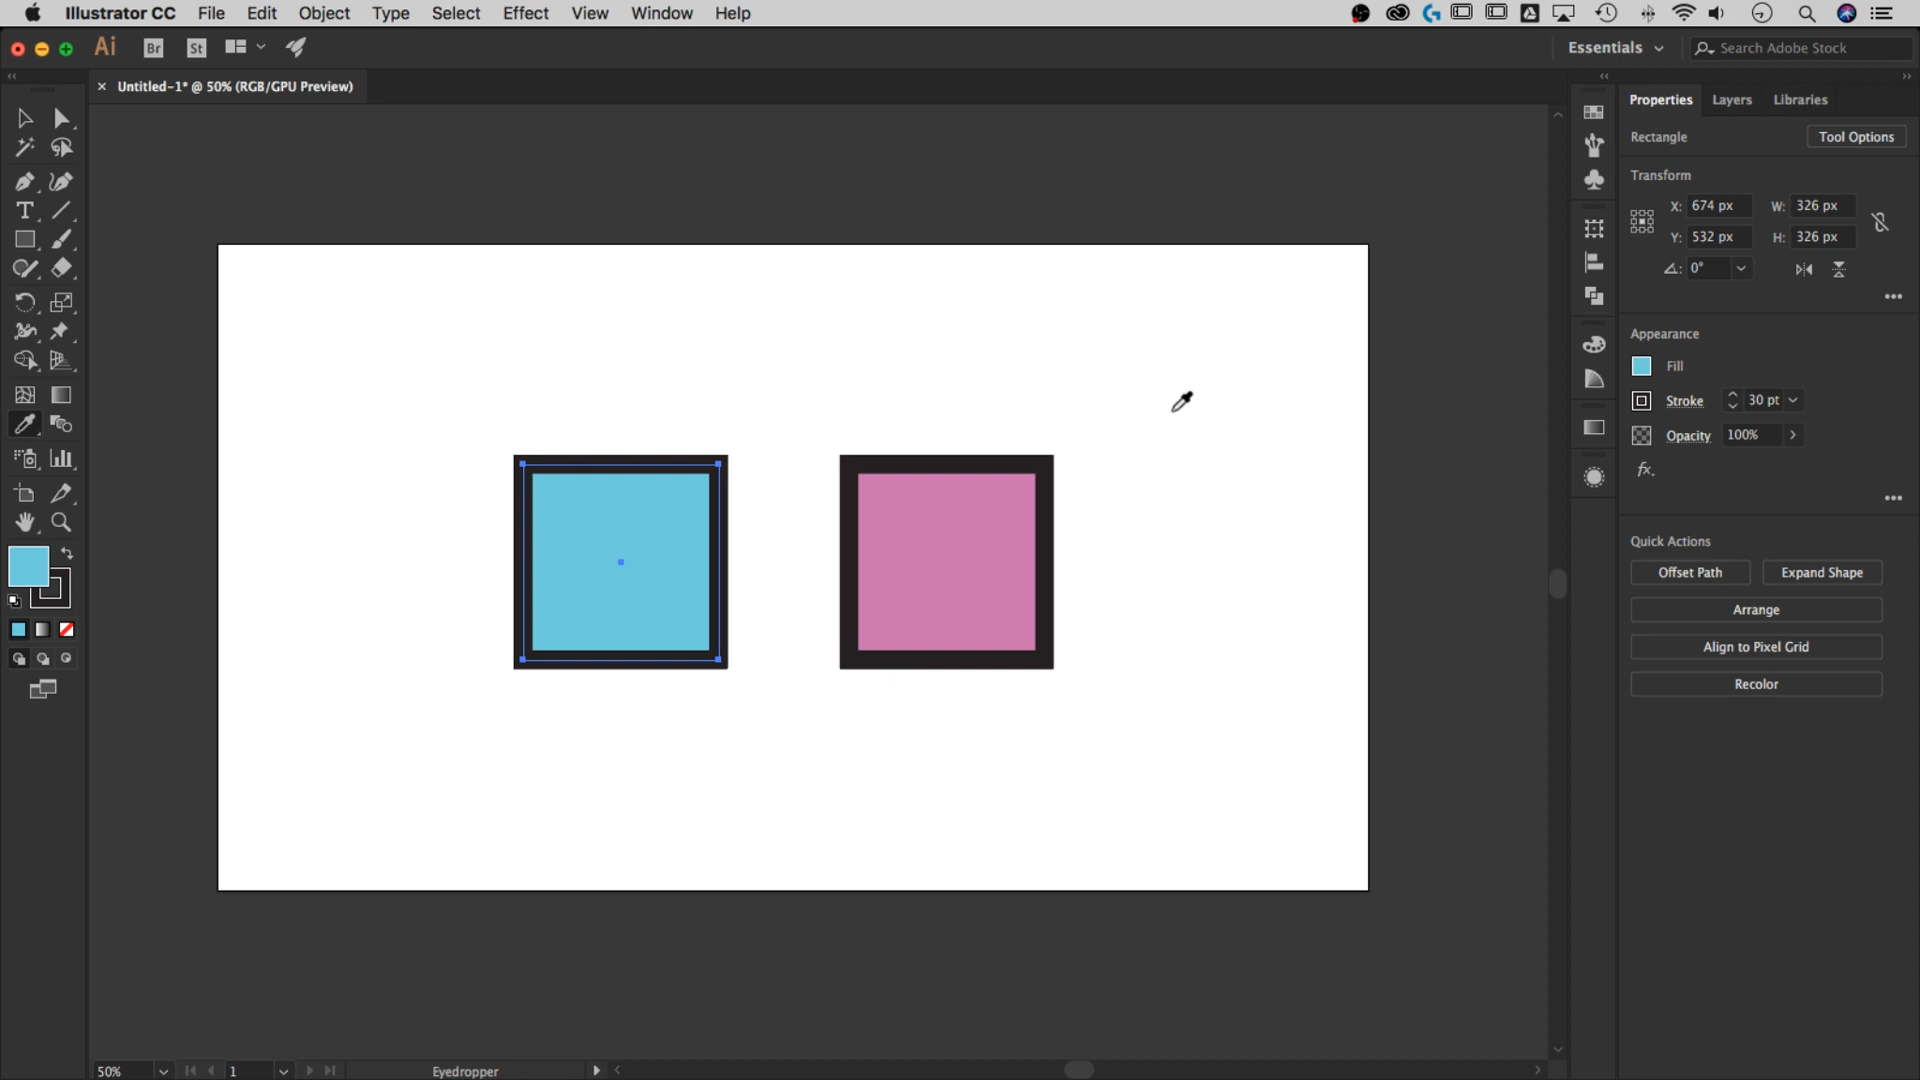 Illustrator CC File Edit Object Type Select Effect View Window Help
Ai Br St Essentials Search Adobe Stock
Untitled-1* @ 50% (RGB/GPU Preview)
Properties Layers Libraries
Rectangle Tool Options
Transform
X: 674 px W: 326 px
Y: 532 px H: 326 px
0°
Appearance
Fill
Stroke 30 pt
Opacity 100%
fx.
Quick Actions
Offset Path Expand Shape
Arrange
Align to Pixel Grid
Recolor
50% 1 Eyedropper